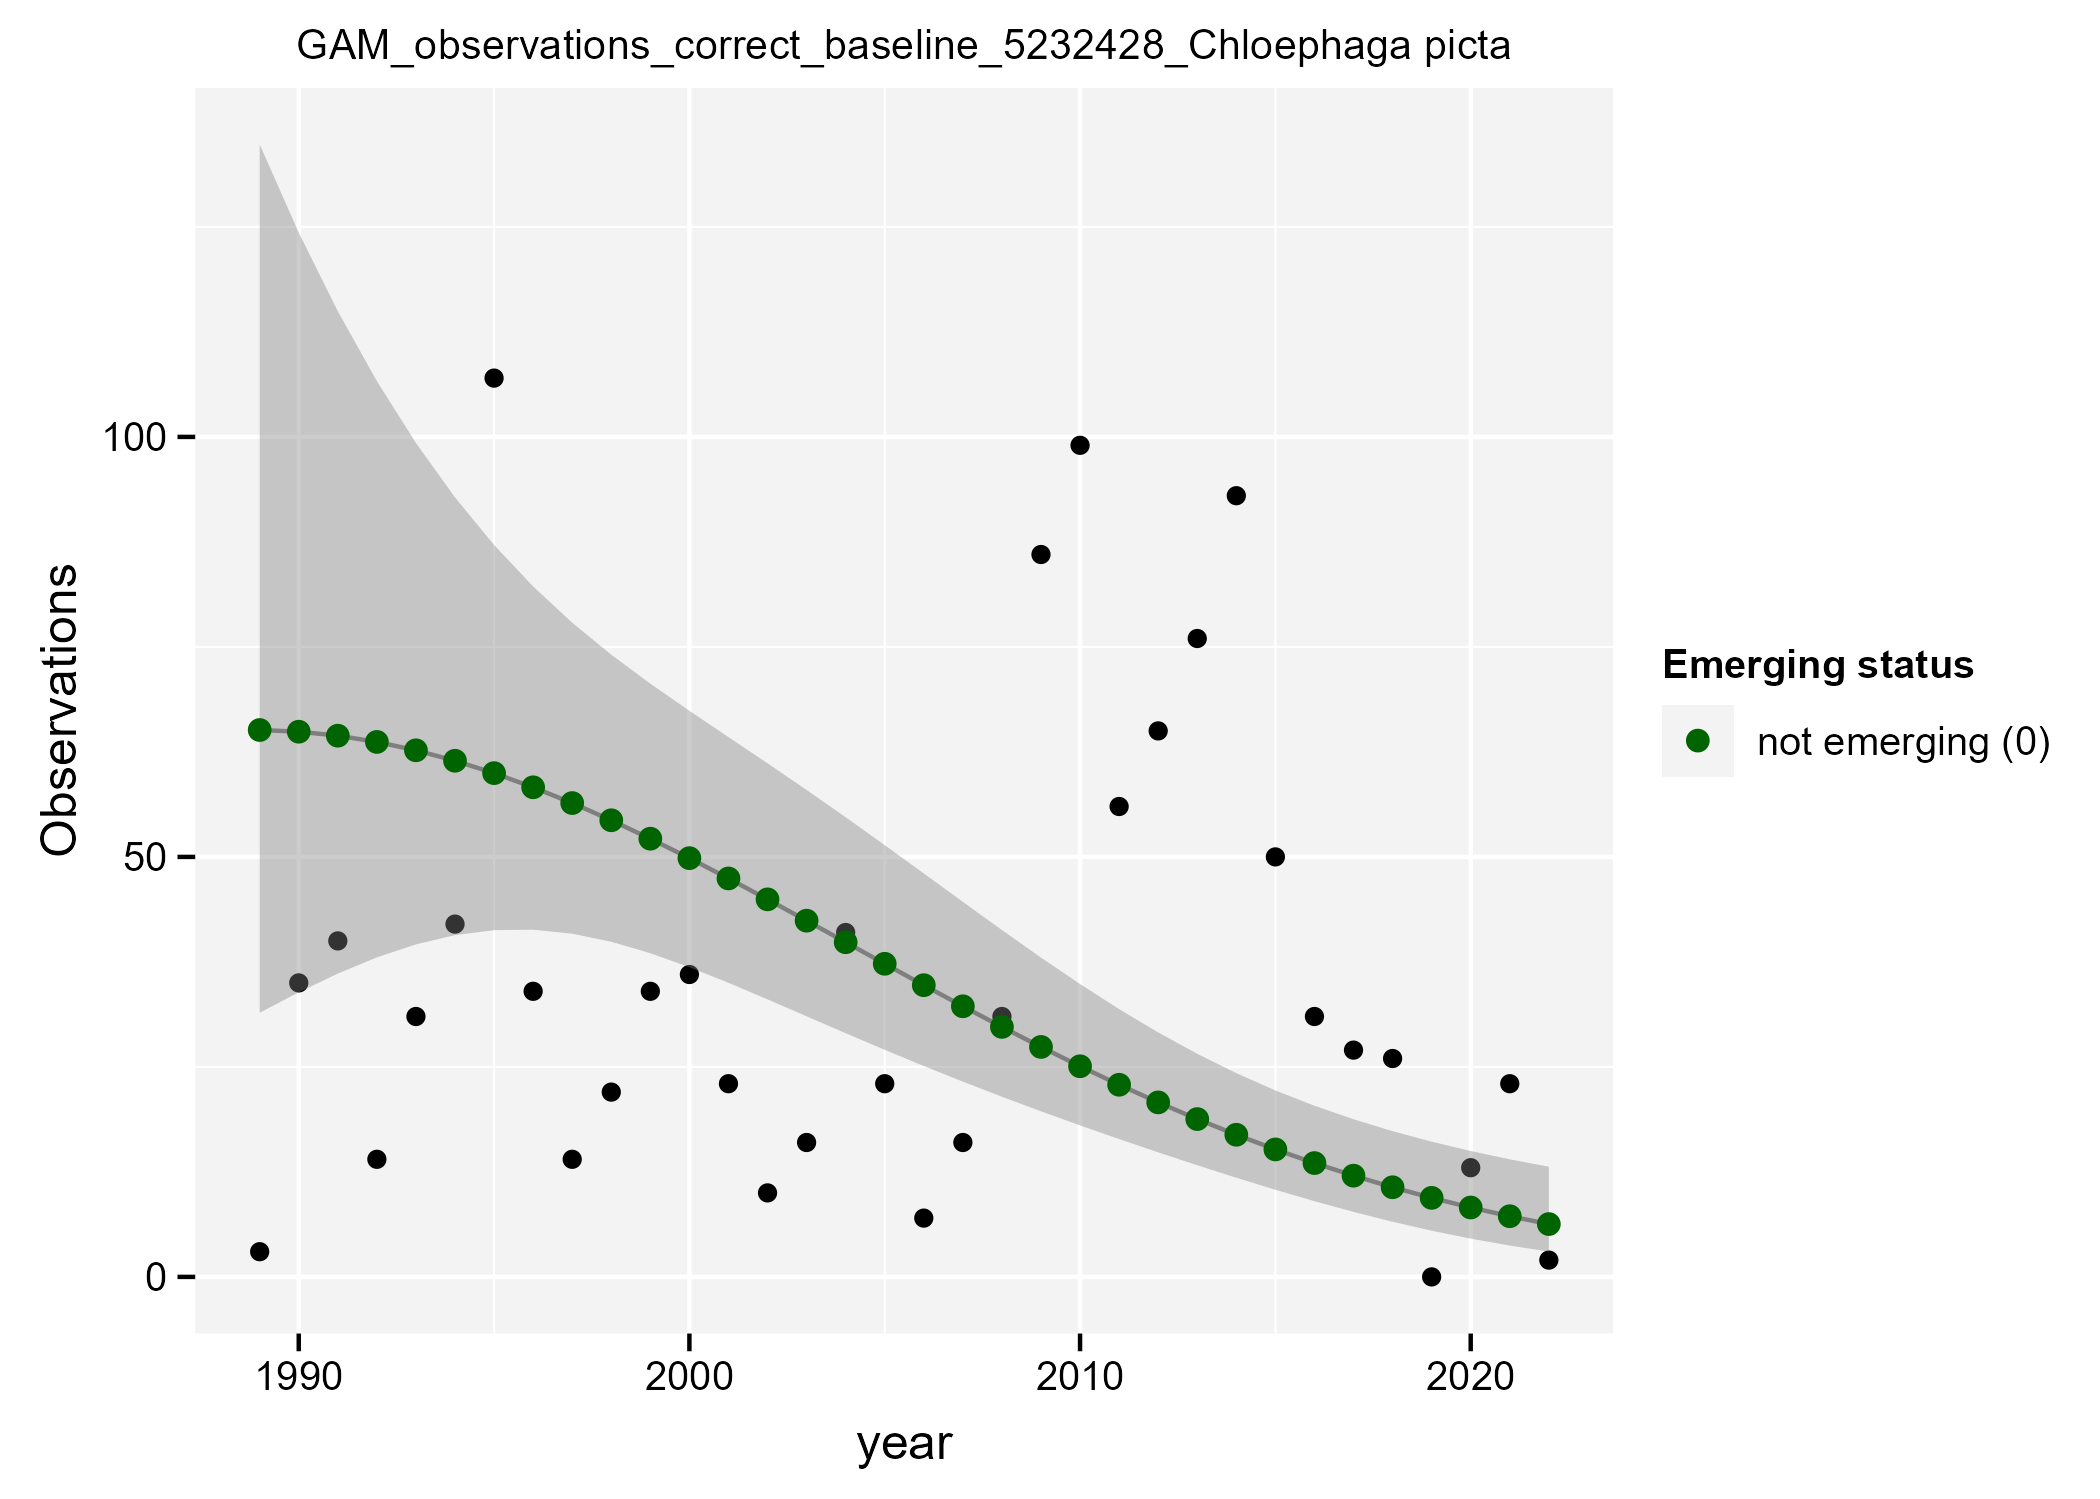 GAM_observations_correct_baseline_5232428_Chloephaga picta
Observations
100
50
0
1990
2000
2010
2020
year
Emerging status
not emerging (0)